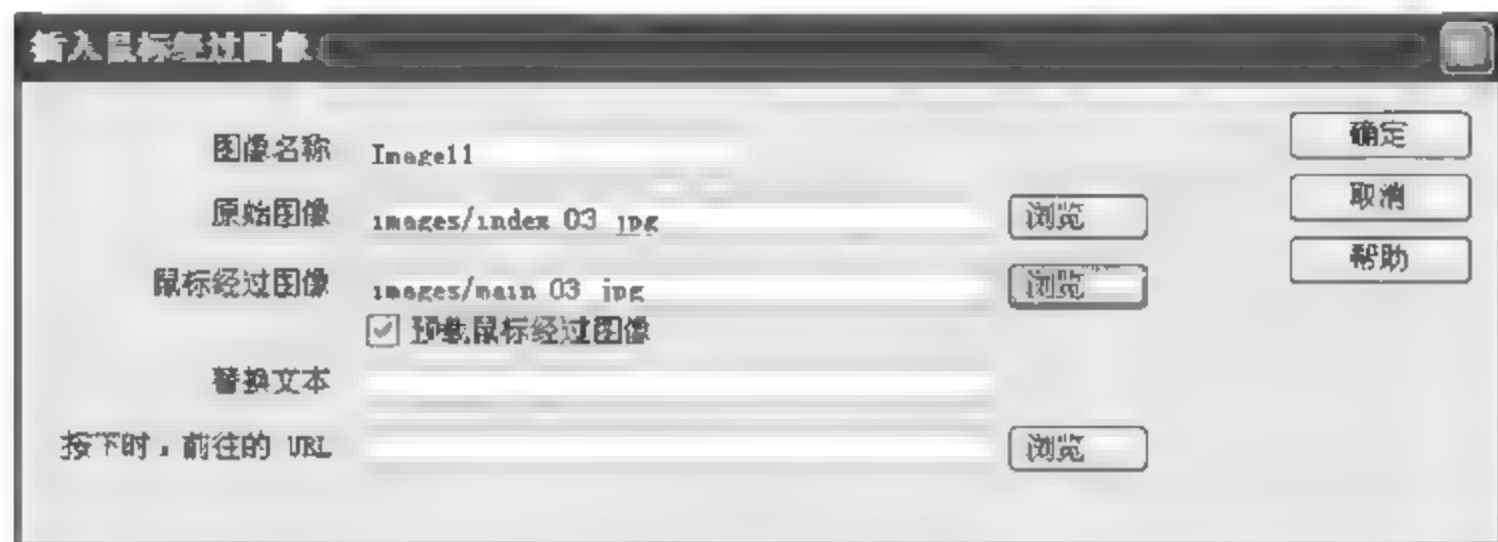 插入鼠标经过图像
图像名称 Image11 确定
原始图像 images/index 03 jpg 浏览 取消
鼠标经过图像 images/main 03 jpg 浏览 帮助
预载鼠标经过图像
替换文本
按下时,前往的 URL 浏览